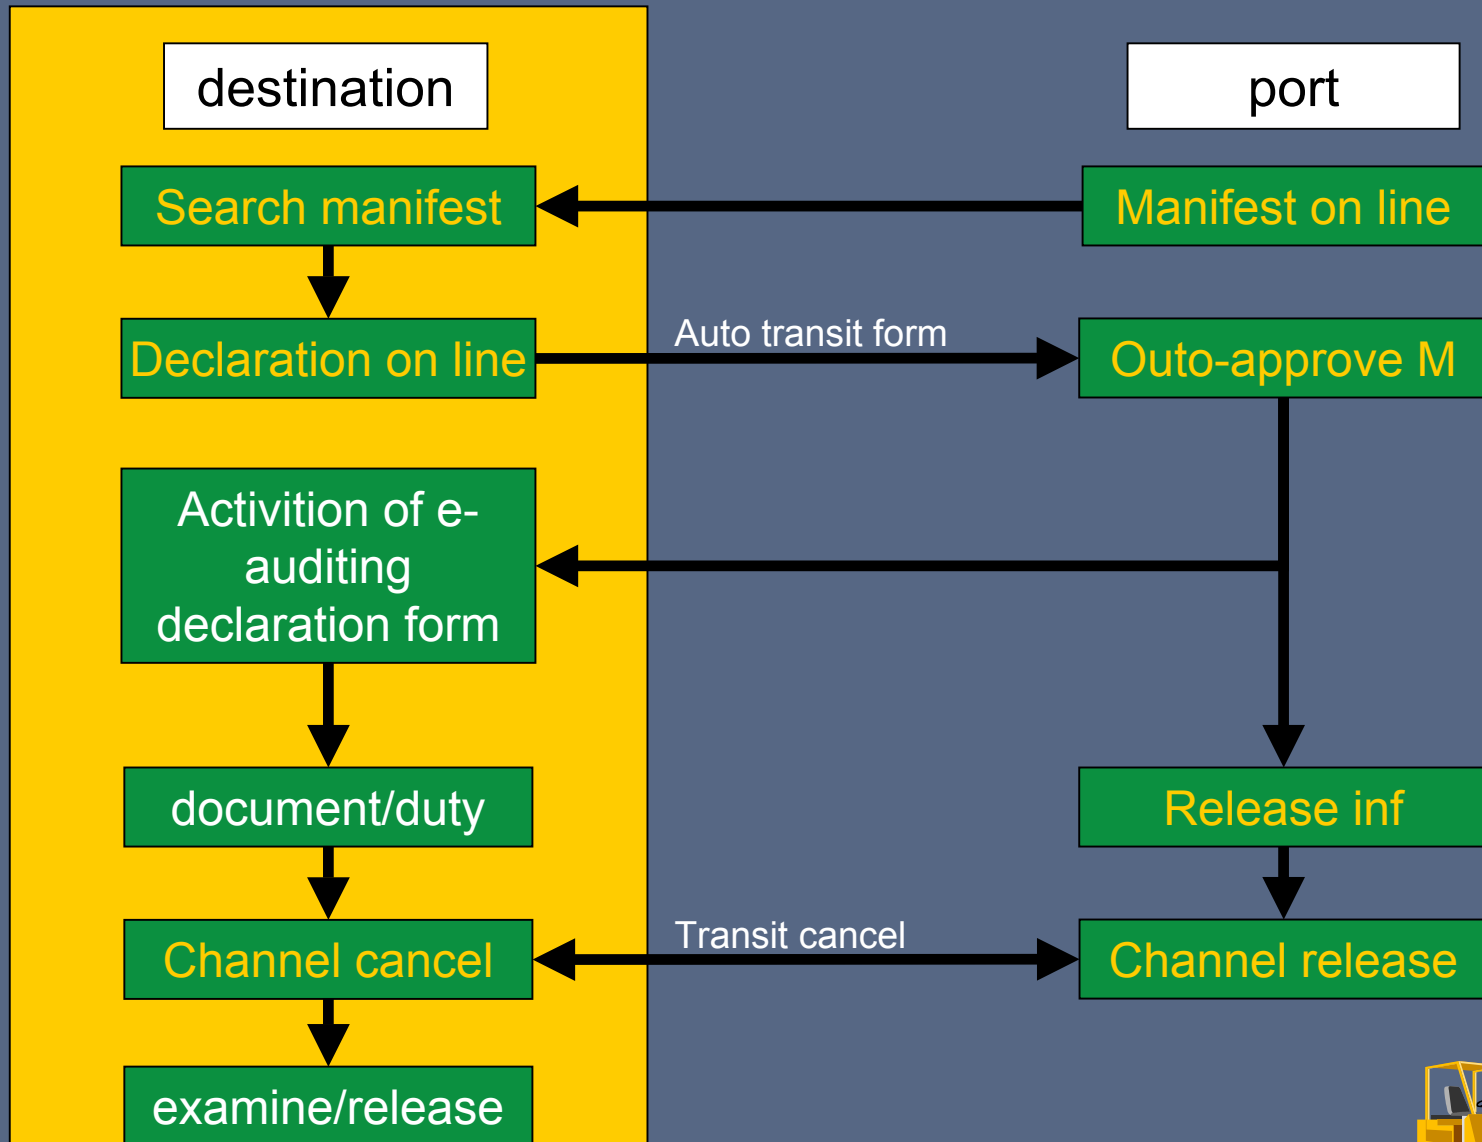 destination
port
Search manifest
Manifest on line
Declaration on line
Auto transit form
Outo-approve M
Activition of e-
auditing
declaration form
document/duty
Release inf
Channel cancel
Transit cancel
Channel release
examine/release